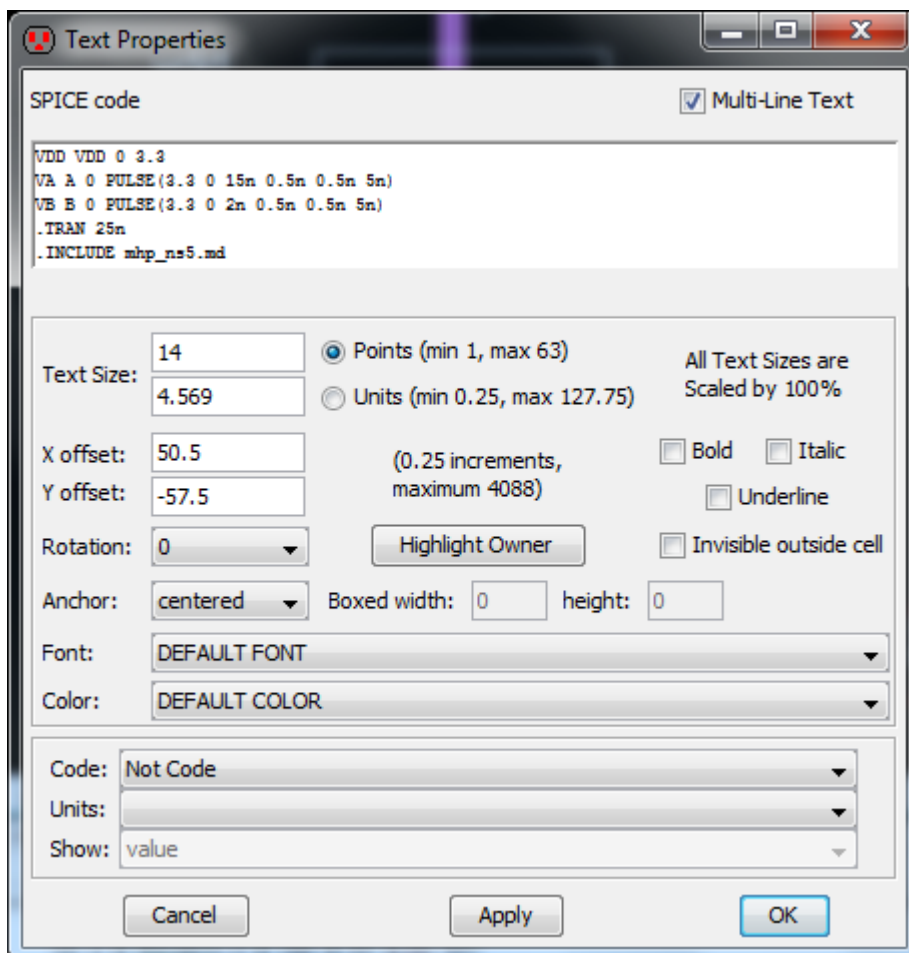 Text Properties
SPICE code
Multi-Line Text
VDD VDD 0 3.3
VA A 0 PULSE(3.3 0 15n 0.5n 0.5n 5n)
VB B 0 PULSE(3.3 0 2n 0.5n 0.5n 5n)
.TRAN 25n
.INCLUDE mhp_ns5.md
Text Size:
14
Points (min 1, max 63)
4.569
Units (min 0.25, max 127.75)
All Text Sizes are
Scaled by 100%
X offset:
50.5
Y offset:
-57.5
(0.25 increments,
maximum 4088)
Bold
Italic
Underline
Rotation:
0
Highlight Owner
Invisible outside cell
Anchor:
centered
Boxed width:
0
height:
0
Font:
DEFAULT FONT
Color:
DEFAULT COLOR
Code:
Not Code
Units:
Show:
value
Cancel
Apply
OK